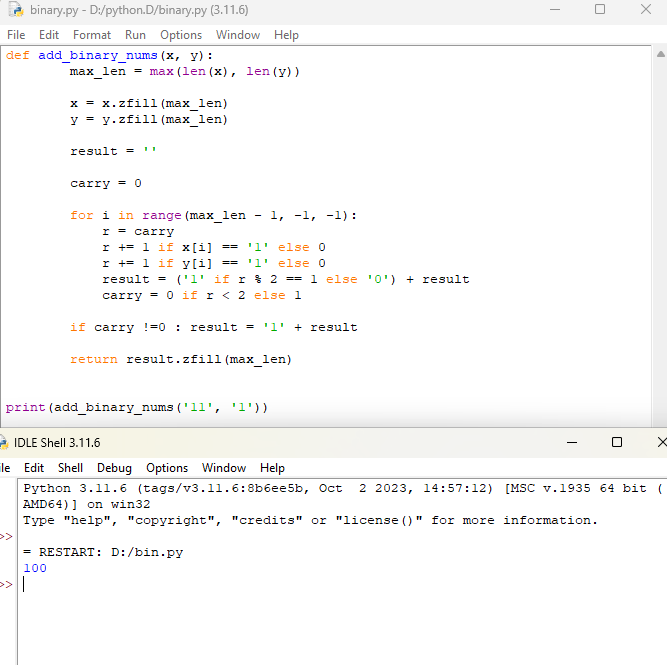 binary.py - D:/python.D/binary.py (3.11.6)
File Edit Format Run Options Window Help
def add_binary_nums(x, y):
        max_len = max(len(x), len(y))
        x = x.zfill(max_len)
        y = y.zfill(max_len)
        result = ''
        carry = 0
        for i in range(max_len - 1, -1, -1):
            r = carry
            r += 1 if x[i] == '1' else 0
            r += 1 if y[i] == '1' else 0
            result = ('1' if r % 2 == 1 else '0') + result
            carry = 0 if r < 2 else 1
        if carry !=0 : result = '1' + result
        return result.zfill(max_len)
print(add_binary_nums('11', '1'))
IDLE Shell 3.11.6
ile Edit Shell Debug Options Window Help
Python 3.11.6 (tags/v3.11.6:8b6ee5b, Oct  2 2023, 14:57:12) [MSC v.1935 64 bit (
AMD64)] on win32
Type "help", "copyright", "credits" or "license()" for more information.
>>
= RESTART: D:/bin.py
100
>>